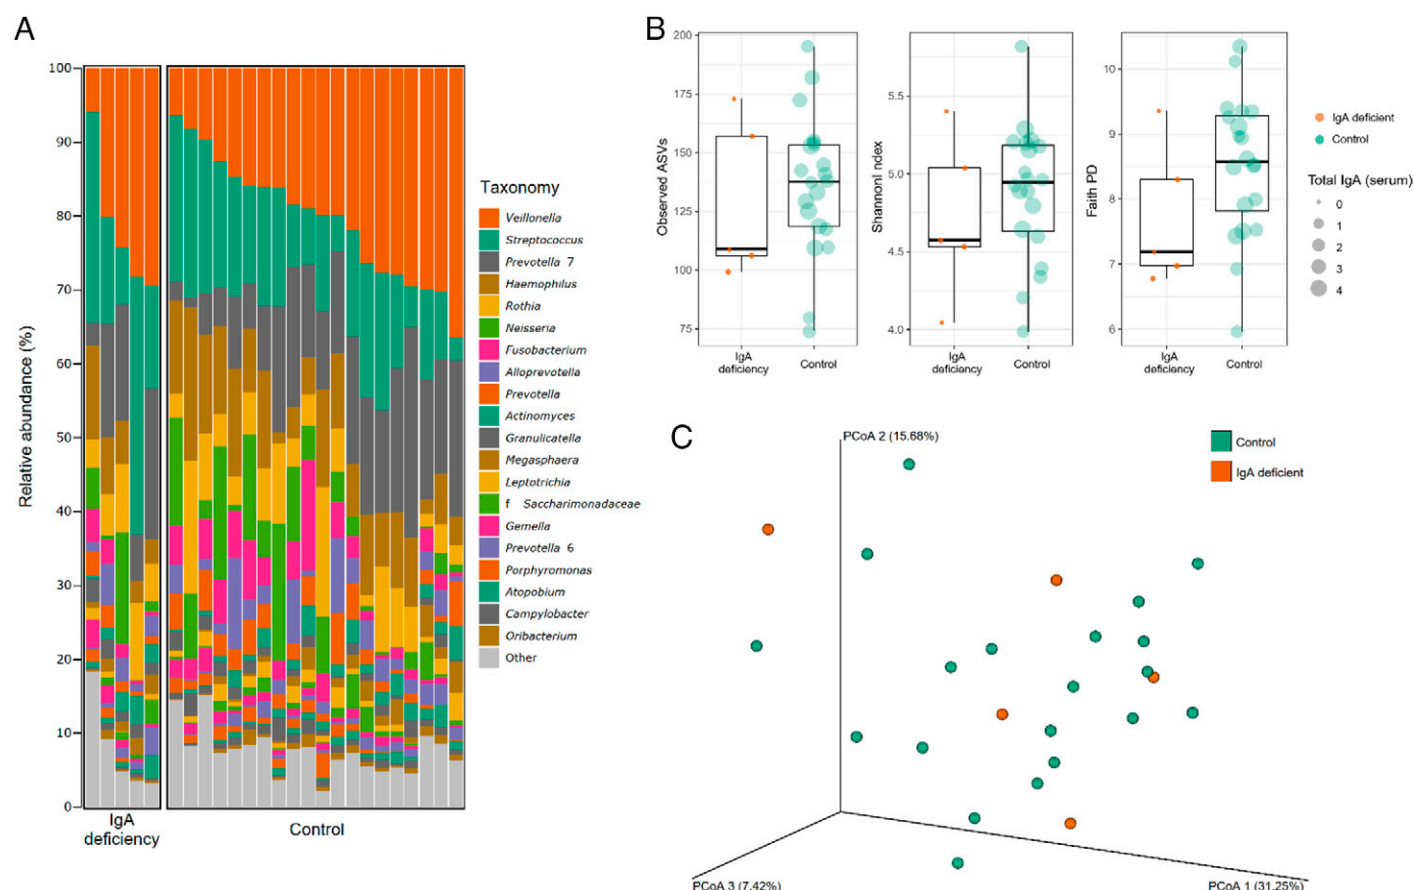 A
Relative abundance (%)
100
90
80
70
60
50
40
30
20
10
0
IgA
deficiency
Control
Taxonomy
Veillonella
Streptococcus
Prevotella 7
Haemophilus
Rothia
Neisseria
Fusobacterium
Alloprevotella
Prevotella
Actinomyces
Granulicatella
Megasphaera
Leptotrichia
f Saccharimonadaceae
Gemella
Prevotella 6
Porphyromonas
Atopobium
Campylobacter
Oribacterium
Other
B
Observed ASVs
200
175
150
125
100
75
IgA
deficiency
Control
ShannonI ndex
5.5
5.0
4.5
4.0
IgA
deficiency
Control
Faith PD
10
9
8
7
6
IgA
deficiency
Control
IgA deficient
Control
Total IgA (serum)
0
1
2
3
4
C
PCoA 2 (15.68%)
Control
IgA deficient
PCoA 3 (7.42%)
PCoA 1 (31.25%)